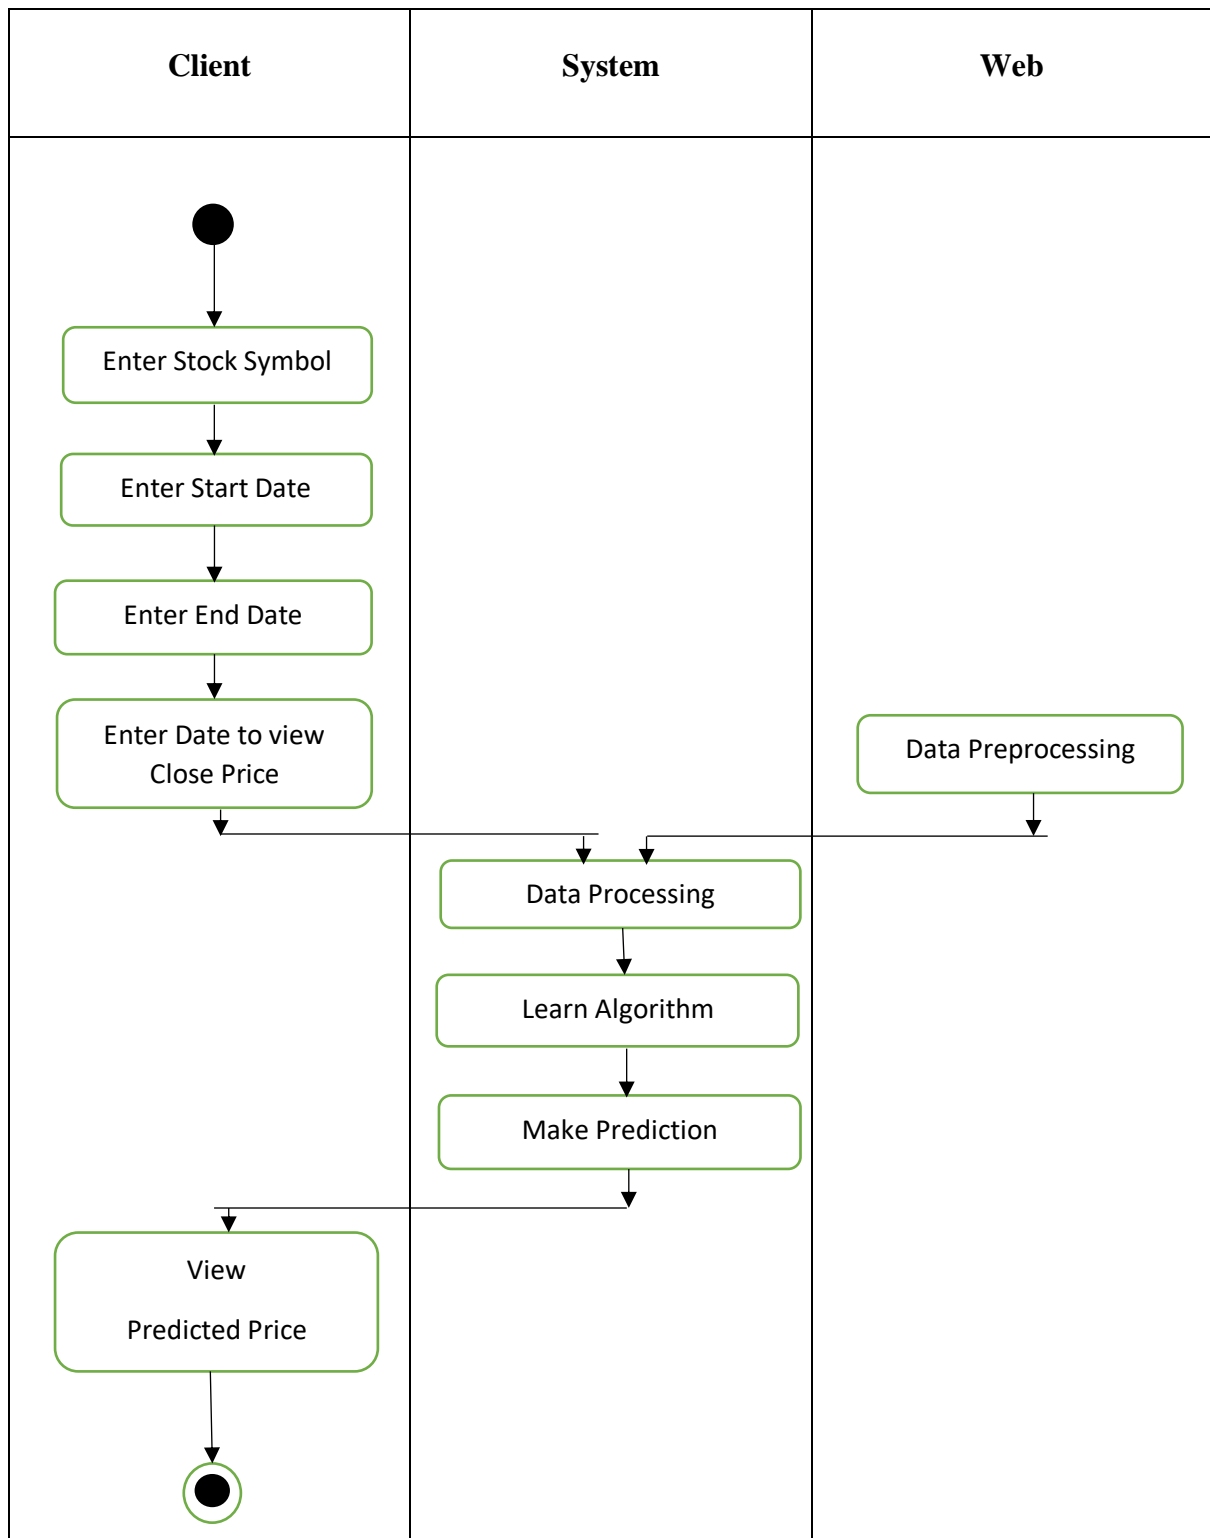 Client
System
Web
Enter Stock Symbol
Enter Start Date
Enter End Date
Enter Date to view
Close Price
Data Preprocessing
Data Processing
Learn Algorithm
Make Prediction
View
Predicted Price